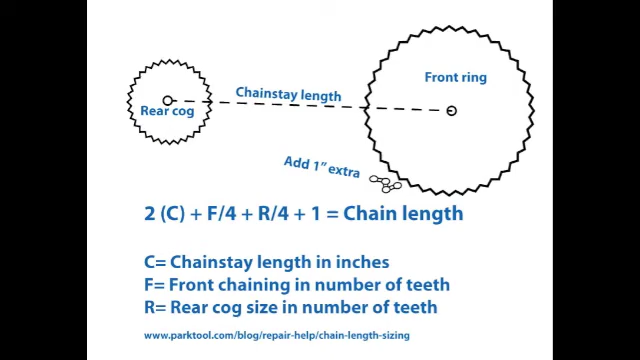 Front ring
Chainstay length
Rear cog
Add 1" extra
2 (C) + F/4 + R/4 + 1 = Chain length
C= Chainstay length in inches
F= Front chaining in number of teeth
R= Rear cog size in number of teeth
www.parktool.com/blog/repair-help/chain-length-sizing